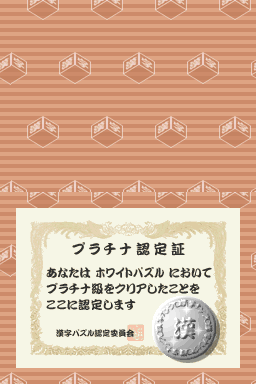 プラチナ認定証
あなたは ホワイトパズル において
プラチナ級をクリアしたことを
ここに認定します
漢字パズル認定委員会
漢